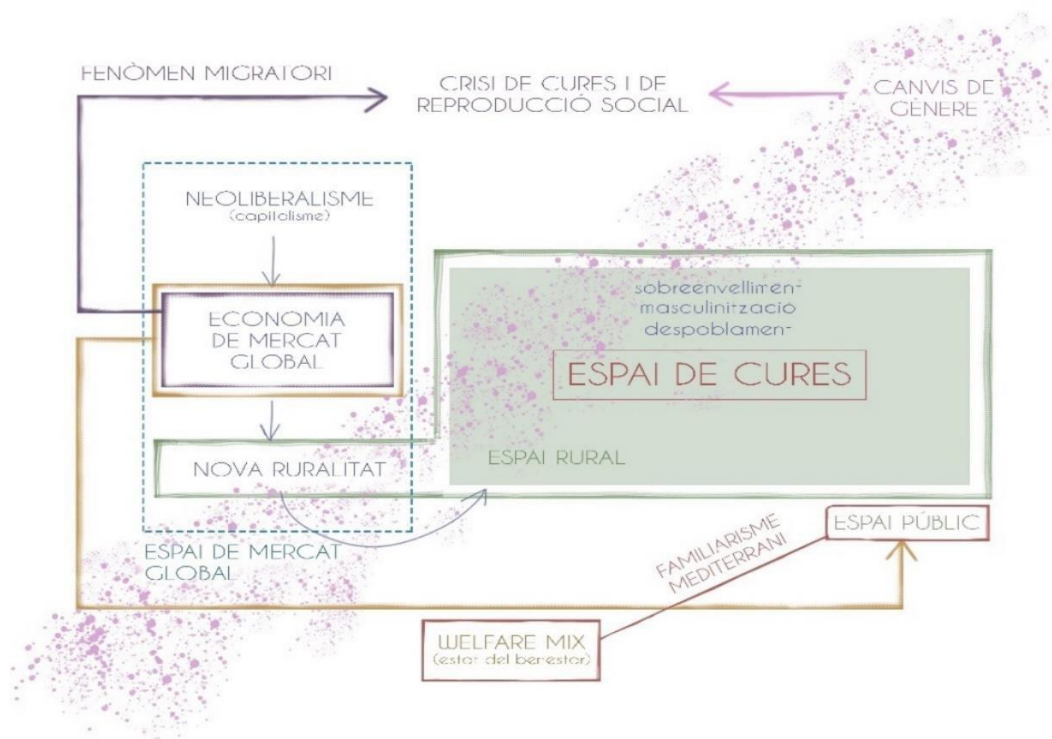 FENÒMEN MIGRATORI
CRISI DE CURES I DE
REPRODUCCIÓ SOCIAL
CANVIS DE
GÈNERE
NEOLIBERALISME
(capitalisme)
ECONOMIA
DE MERCAT
GLOBAL
sobreenvelliment
masculinització
despoblament
ESPAI DE CURES
ESPAI RURAL
NOVA RURALITAT
ESPAI DE MERCAT
GLOBAL
ESPAI PÚBLIC
FAMILIARISME
MEDITERRANI
WELFARE MIX
(estat del benestar)